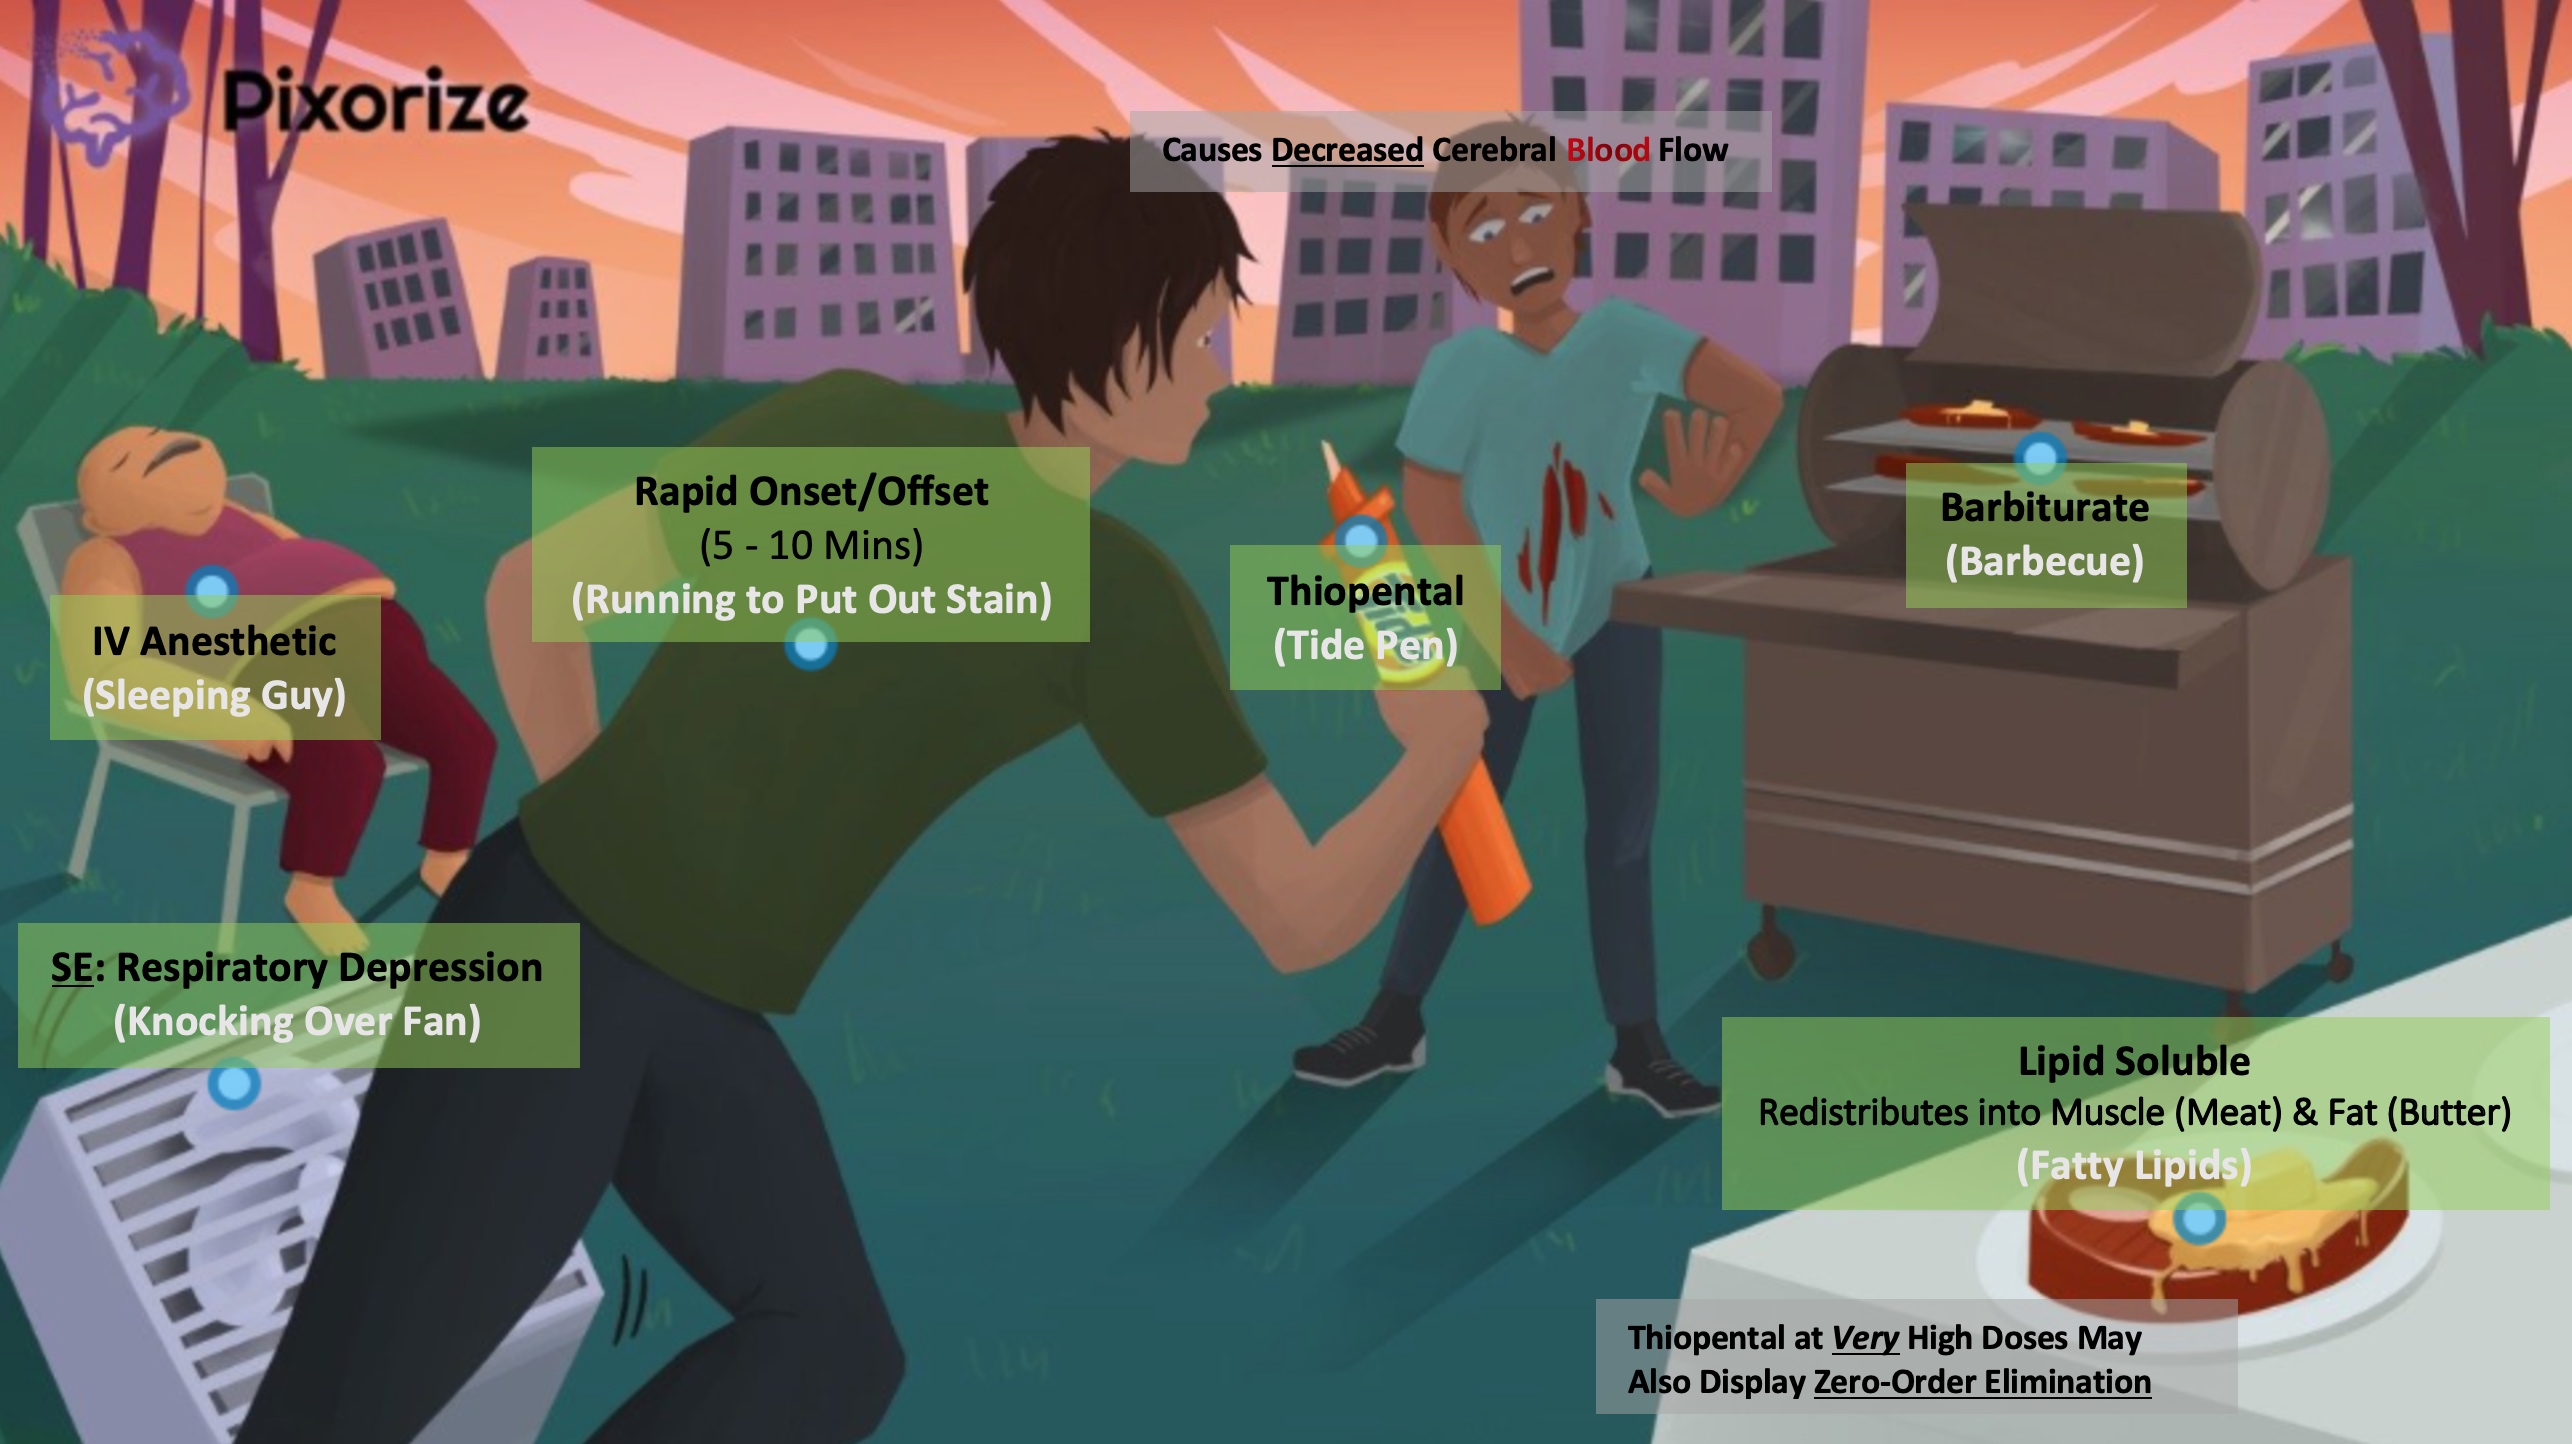 Pixorize
Causes Decreased Cerebral Blood Flow
Rapid Onset/Offset
(5 - 10 Mins)
(Running to Put Out Stain)
Barbiturate
(Barbecue)
Thiopental
(Tide Pen)
Tide
IV Anesthetic
(Sleeping Guy)
SE: Respiratory Depression
(Knocking Over Fan)
Lipid Soluble
Redistributes into Muscle (Meat) & Fat (Butter)
(Fatty Lipids)
Thiopental at Very High Doses May
Also Display Zero-Order Elimination